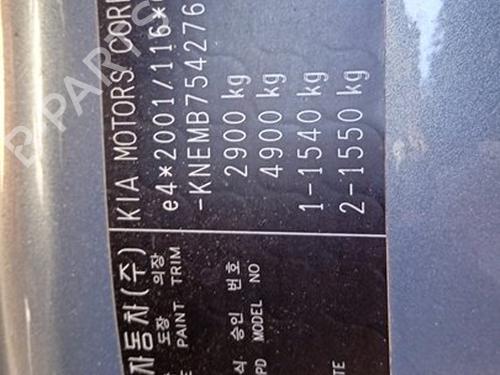 KIA MOTORS CORP
e4*2001/116*
-KNEMB754276
2900 kg
4900 kg
1-1540 kg
2-1550 kg
자동차(주)
도장 의장
PAINT TRIM
승인 번호
MODEL NO
B-PARTS